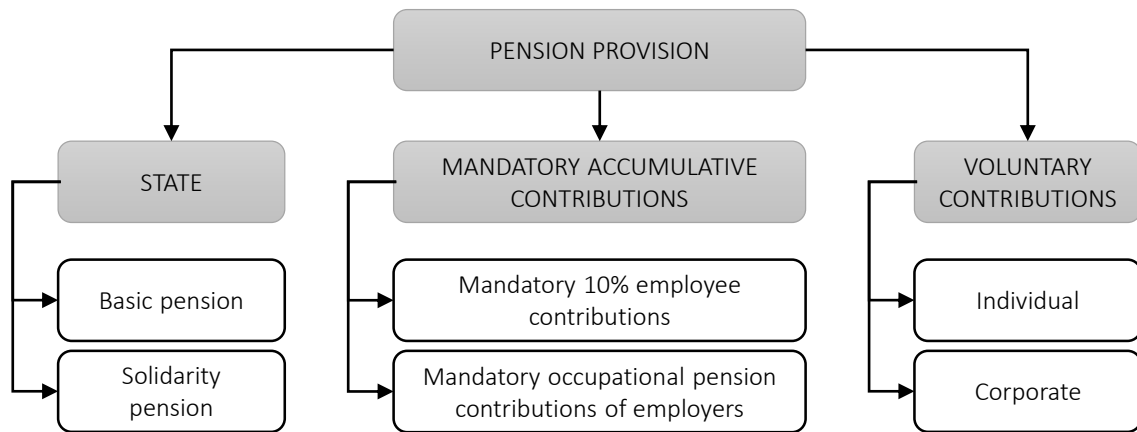 PENSION PROVISION
STATE
MANDATORY ACCUMULATIVE
CONTRIBUTIONS
VOLUNTARY
CONTRIBUTIONS
Basic pension
Mandatory 10% employee
contributions
Individual
Solidarity
pension
Mandatory occupational pension
contributions of employers
Corporate